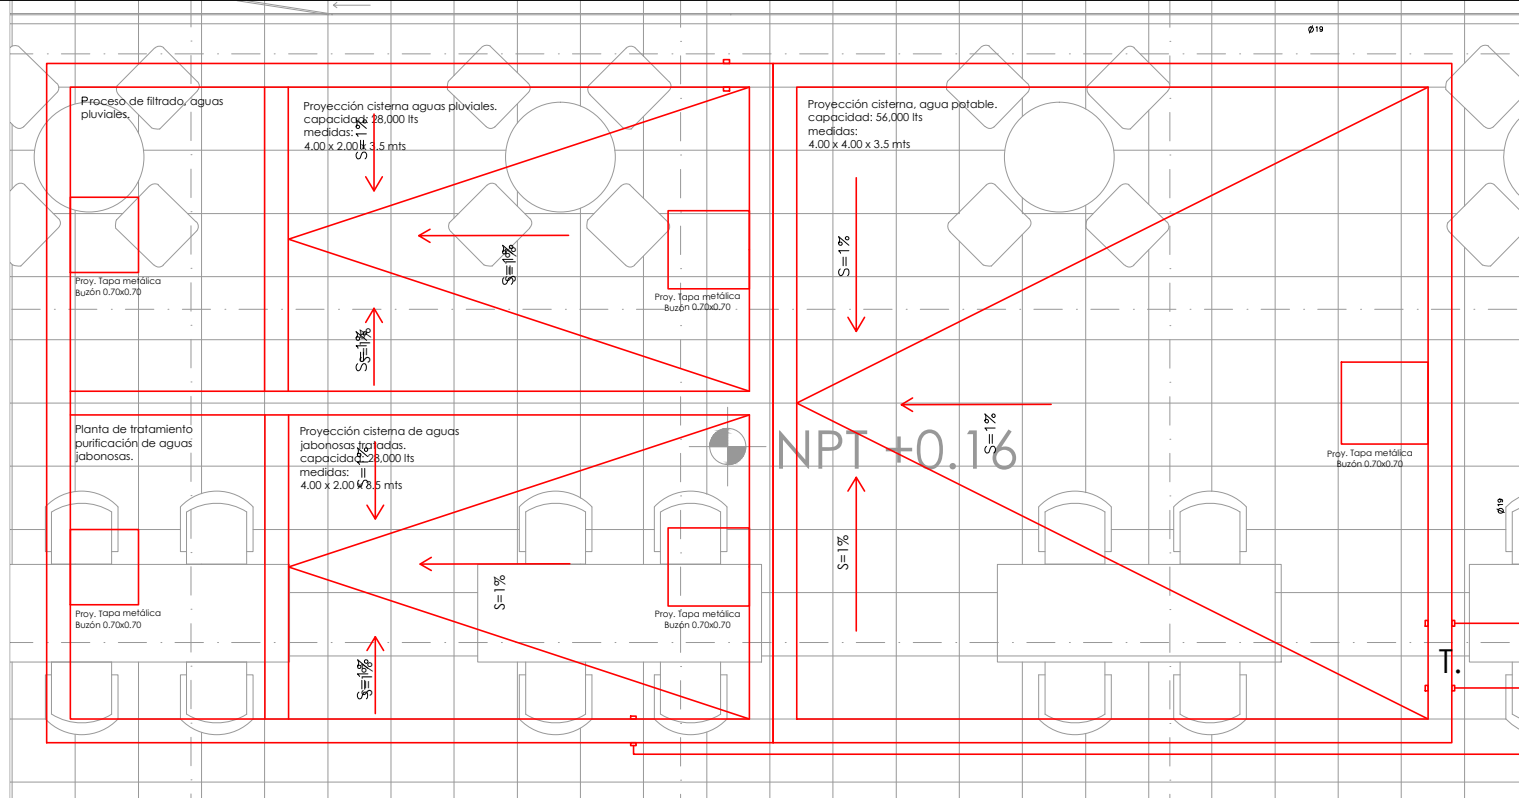 Ø19
Proceso de filtrado, aguas
pluviales.
Proyección cisterna aguas pluviales.
capacidad: 28,000 lts
medidas:
4.00 x 2.00 x 3.5 mts
S=1%
Proyección cisterna, agua potable.
capacidad: 56,000 lts
medidas:
4.00 x 4.00 x 3.5 mts
S=1%
S=1%
Proy. Tapa metálica
Buzón 0.70x0.70
Proy. Tapa metálica
Buzón 0.70x0.70
S=1%
Planta de tratamiento
purificación de aguas
jabonosas.
Proyección cisterna de aguas
jabonosas tratadas.
capacidad: 28,000 lts
medidas:
4.00 x 2.00 x 3.5 mts
S=1%
NPT +0.16
S=1%
Proy. Tapa metálica
Buzón 0.70x0.70
Ø19
S=1%
S=1%
Proy. Tapa metálica
Buzón 0.70x0.70
Proy. Tapa metálica
Buzón 0.70x0.70
S=1%
T.